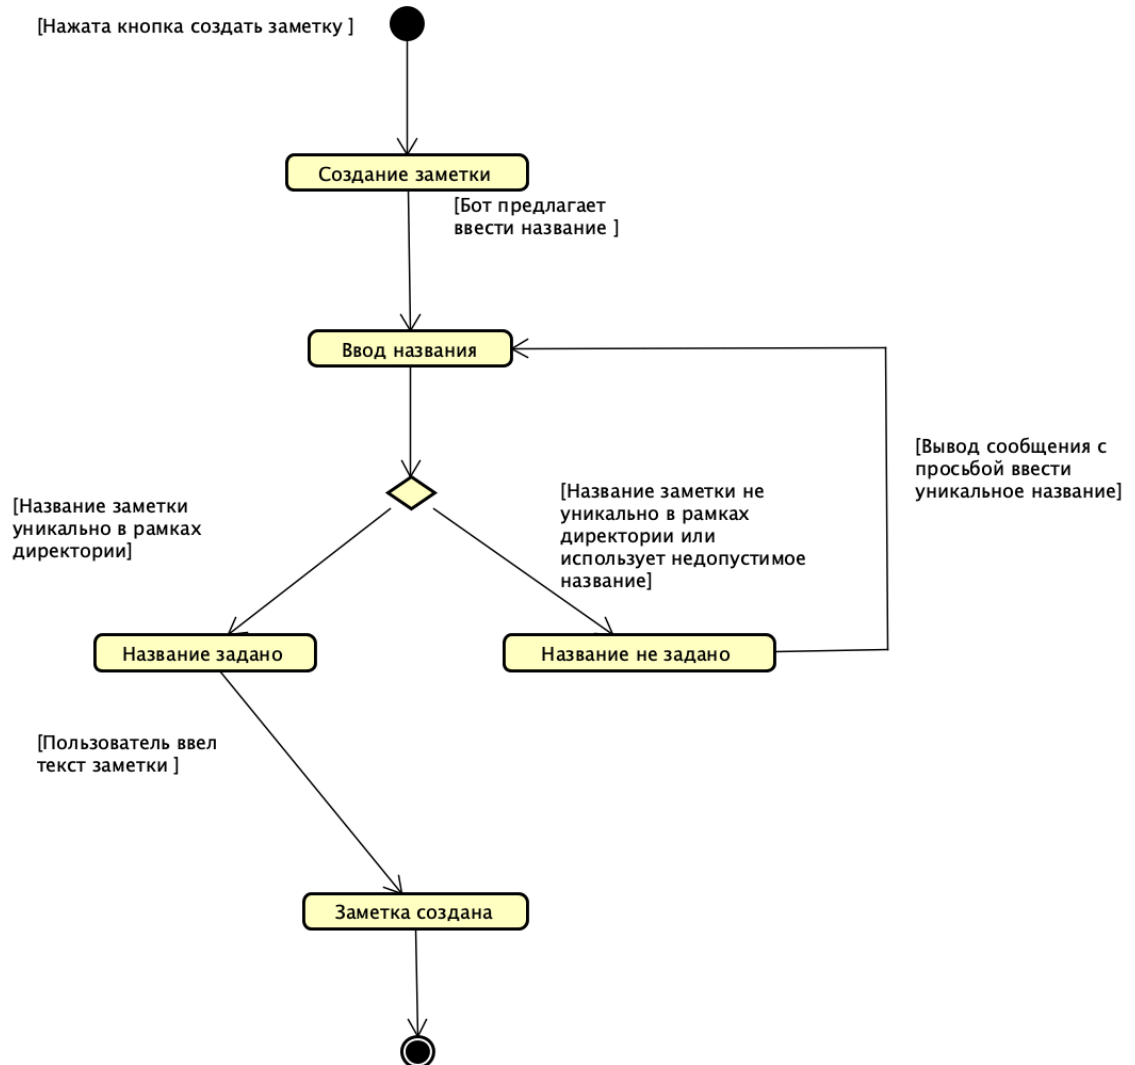 [Нажата кнопка создать заметку ]
Создание заметки
[Бот предлагает
ввести название ]
Ввод названия
[Вывод сообщения с
просьбой ввести
уникальное название]
[Название заметки
уникально в рамках
директории]
[Название заметки не
уникально в рамках
директории или
использует недопустимое
название]
Название задано
Название не задано
[Пользователь ввел
текст заметки ]
Заметка создана